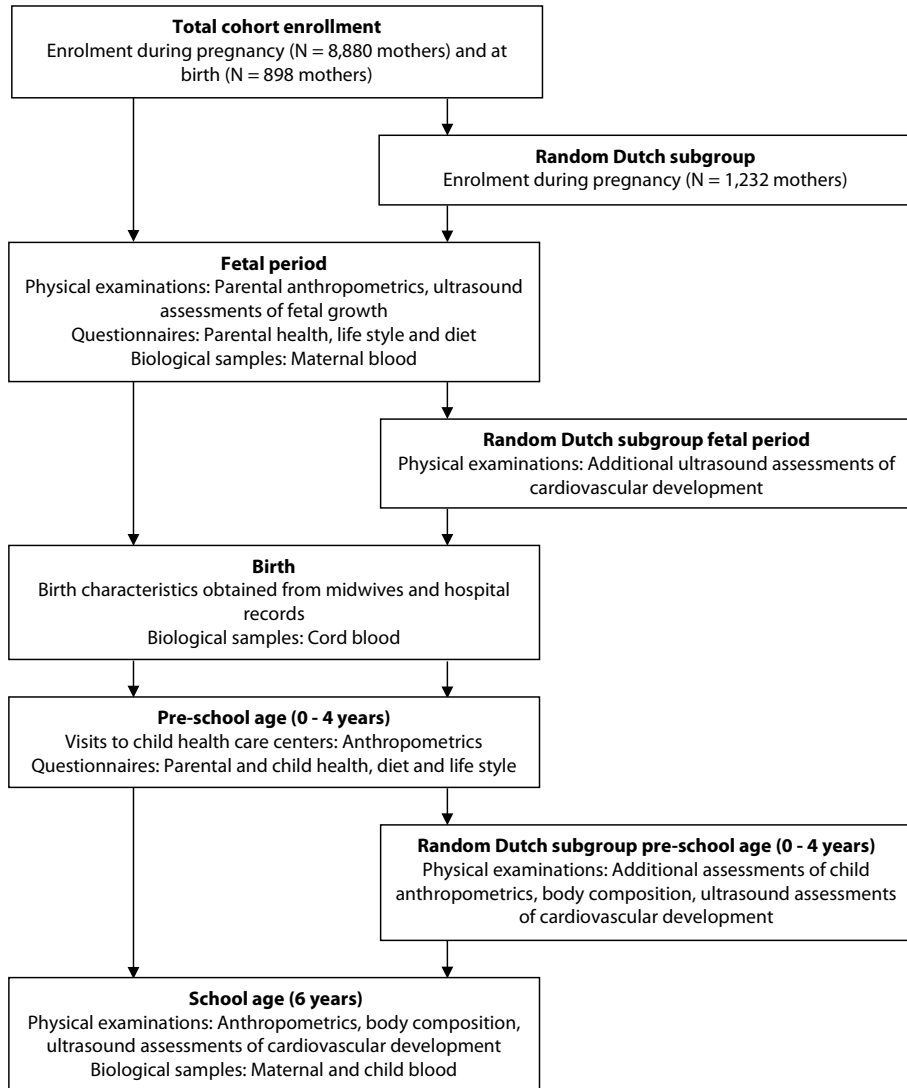 Total cohort enrollment
Enrolment during pregnancy (N = 8,880 mothers) and at
birth (N = 898 mothers)
Random Dutch subgroup
Enrolment during pregnancy (N = 1,232 mothers)
Fetal period
Physical examinations: Parental anthropometrics, ultrasound
assessments of fetal growth
Questionnaires: Parental health, life style and diet
Biological samples: Maternal blood
Random Dutch subgroup fetal period
Physical examinations: Additional ultrasound assessments of
cardiovascular development
Birth
Birth characteristics obtained from midwives and hospital
records
Biological samples: Cord blood
Pre-school age (0 - 4 years)
Visits to child health care centers: Anthropometrics
Questionnaires: Parental and child health, diet and life style
Random Dutch subgroup pre-school age (0 - 4 years)
Physical examinations: Additional assessments of child
anthropometrics, body composition, ultrasound assessments
of cardiovascular development
School age (6 years)
Physical examinations: Anthropometrics, body composition,
ultrasound assessments of cardiovascular development
Biological samples: Maternal and child blood